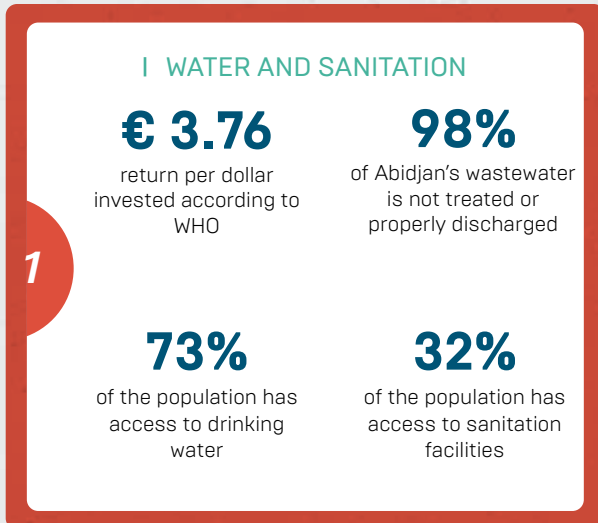 | WATER AND SANITATION
€ 3.76
return per dollar
invested according to
WHO
98%
of Abidjan's wastewater
is not treated or
properly discharged
1
73%
of the population has
access to drinking
water
32%
of the population has
access to sanitation
facilities